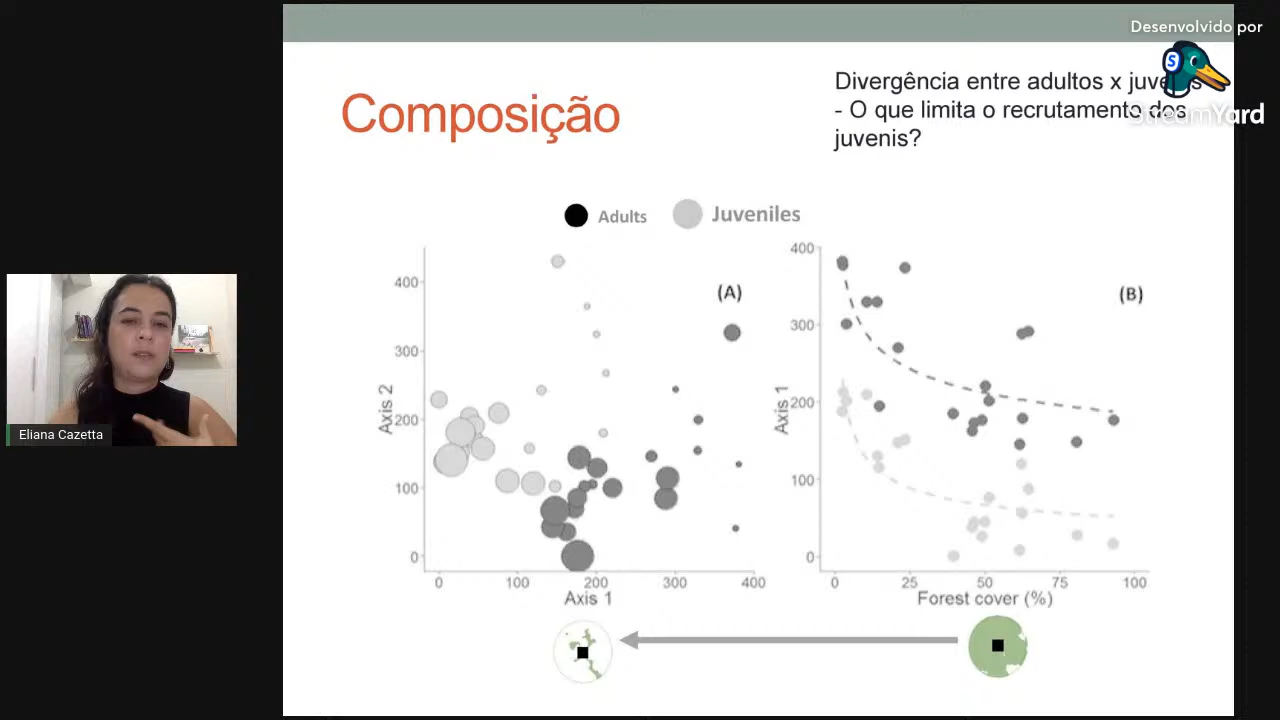 Desenvolvido por
StreamYard
Composição
Divergência entre adultos x juvenis
- O que limita o recrutamento dos
juvenis?
Adults
Juveniles
(A)
400
300
200
100
0
Axis 2
0 100 200 300 400
Axis 1
(B)
400
300
200
100
0
Axis 1
0 25 50 75 100
Forest cover (%)
Eliana Cazetta